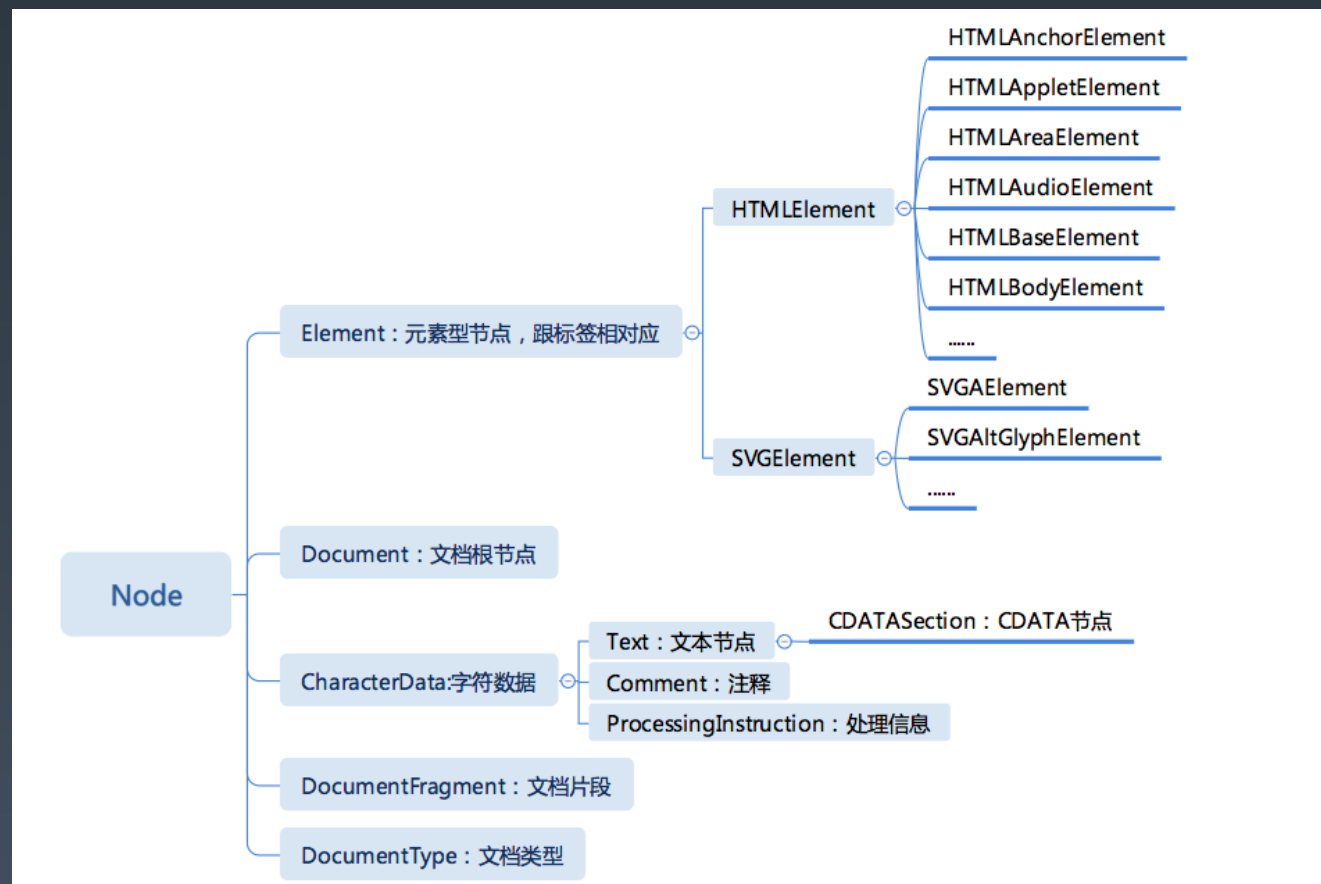 HTMLAnchorElement
HTMLAppletElement
HTMLAreaElement
HTMLAudioElement
HTMLElement
HTMLBaseElement
HTMLBodyElement
......
Element：元素型节点，跟标签相对应
SVGAElement
SVGAltGlyphElement
SVGElement
......
Document：文档根节点
Node
CDATASection：CDATA节点
Text：文本节点
CharacterData:字符数据
Comment：注释
ProcessingInstruction：处理信息
DocumentFragment：文档片段
DocumentType：文档类型